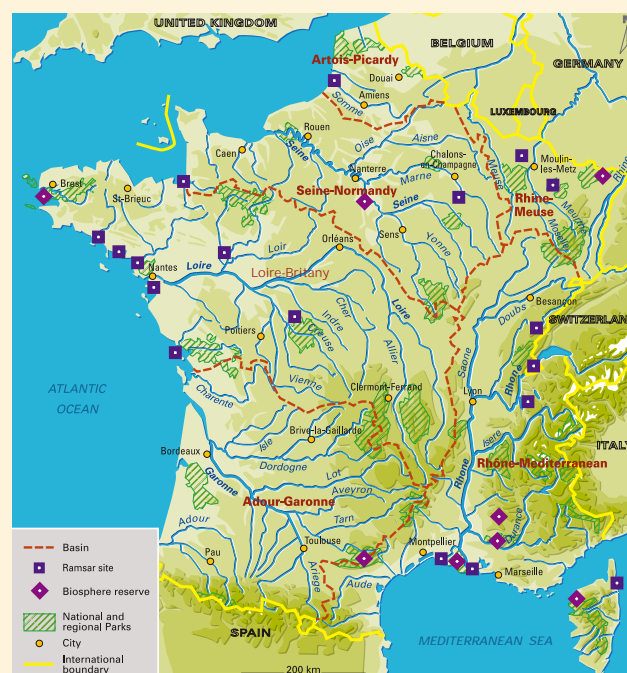 UNITED KINGDOM
BELGIUM
GERMANY
LUXEMBOURG
Artois-Picardy
Douai
Amiens
Somme
Rouen
Oise
Aisne
Caen
Seine
Nanterre
Marne
Chalons-
en-Champagne
Meuse
Moulin-
les-Metz
Rhine
Brest
St-Brieuc
Seine-Normandy
Seine
Rhine-
Meuse
Meurthe
Moselle
Sens
Yonne
Orléans
Loir
Nantes
Loire
Loire-Britany
Loire
Cher
Indre
Creuse
Besançon
Doubs
SWITZERLAN
Poitiers
Allier
Saone
Vienne
Clermont-Ferrand
Lyon
Rhone
Charente
ATLANTIC
OCEAN
Brive-la-Gaillarde
Isle
Isere
ITALY
Bordeaux
Dordogne
Rhone
Rhône-Mediterranean
Garonne
Lot
Adour-Garonne
Aveyron
Durance
Adour
Tarn
Toulouse
Montpellier
Pau
Marseille
Ariege
Aude
SPAIN
MEDITERRANEAN SEA
200 km
Basin
Ramsar site
Biosphere reserve
National and
regional Parks
City
International
boundary